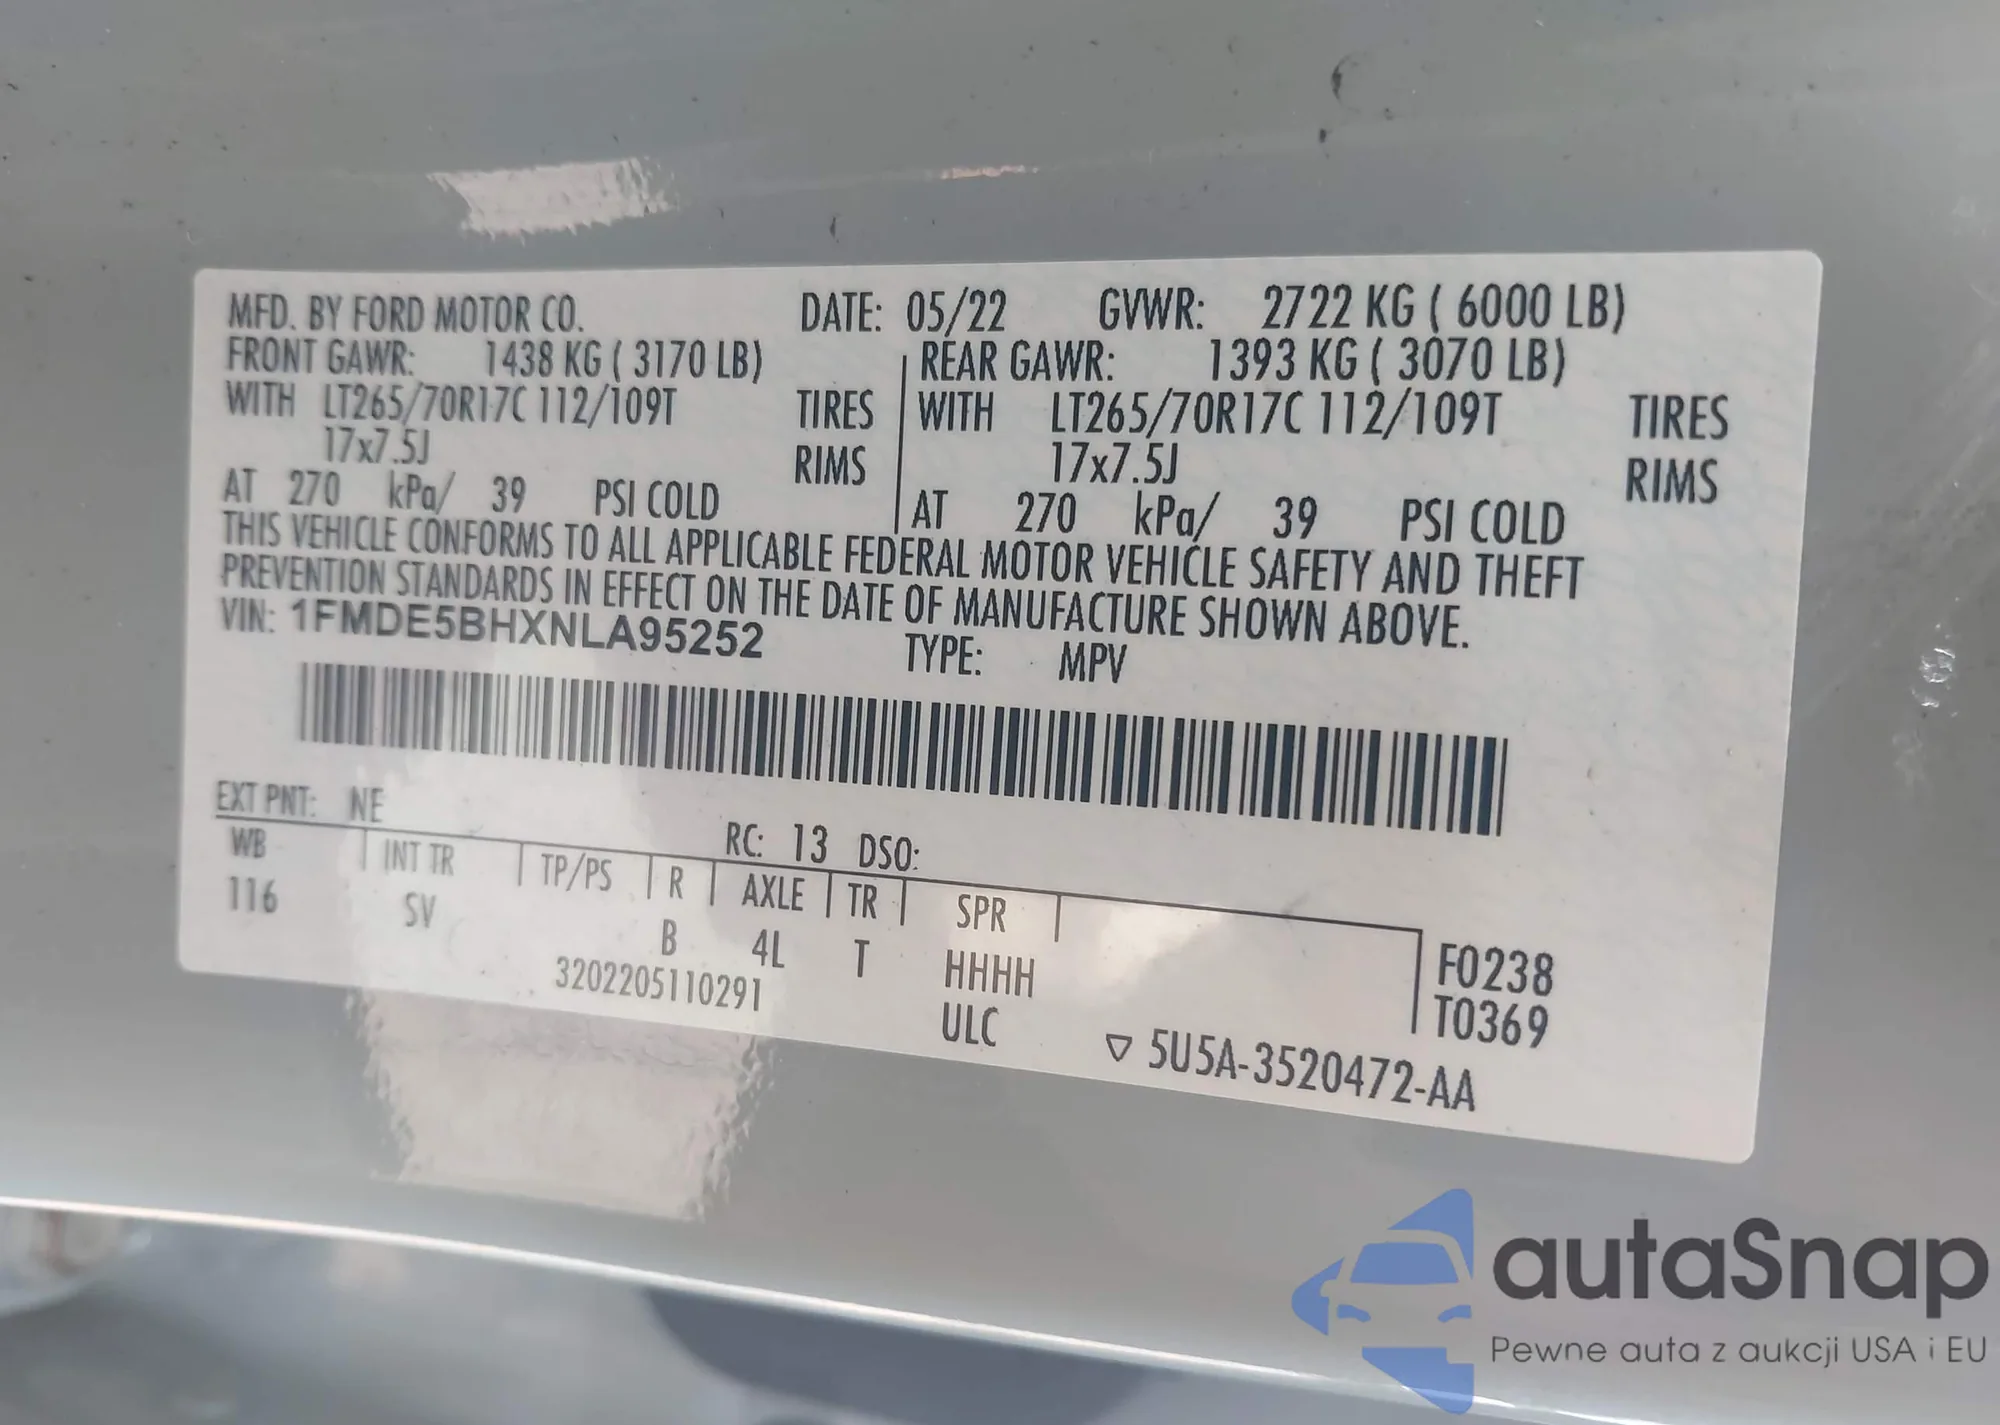 MFD. BY FORD MOTOR CO. DATE: 05/22 GVWR: 2722 KG ( 6000 LB)
FRONT GAWR: 1438 KG ( 3170 LB) REAR GAWR: 1393 KG ( 3070 LB)
WITH LT265/70R17C 112/109T TIRES WITH LT265/70R17C 112/109T TIRES
17x7.5J RIMS 17x7.5J RIMS
AT 270 kPa/ 39 PSI COLD AT 270 kPa/ 39 PSI COLD
THIS VEHICLE CONFORMS TO ALL APPLICABLE FEDERAL MOTOR VEHICLE SAFETY AND THEFT
PREVENTION STANDARDS IN EFFECT ON THE DATE OF MANUFACTURE SHOWN ABOVE.
VIN: 1FMDE5BHXNLA95252 TYPE: MPV
EXT PNT: NE RC: 13 DSO:
WB INT TR TP/PS R AXLE TR SPR
116 SV B 4L T HHHH F0238
3202205110291 ULC T0369
▽ 5U5A-3520472-AA
autaSnap
Pewne auta z aukcji USA i EU